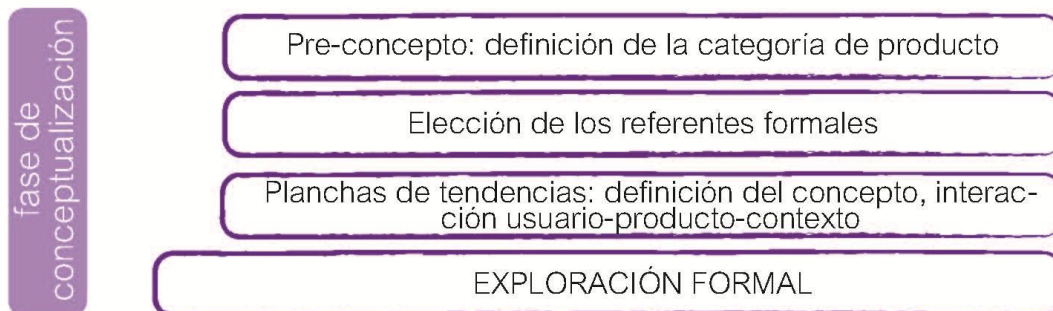 fase de
conceptualización
Pre-concepto: definición de la categoría de producto
Elección de los referentes formales
Planchas de tendencias: definición del concepto, interac-
ción usuario-producto-contexto
EXPLORACIÓN FORMAL